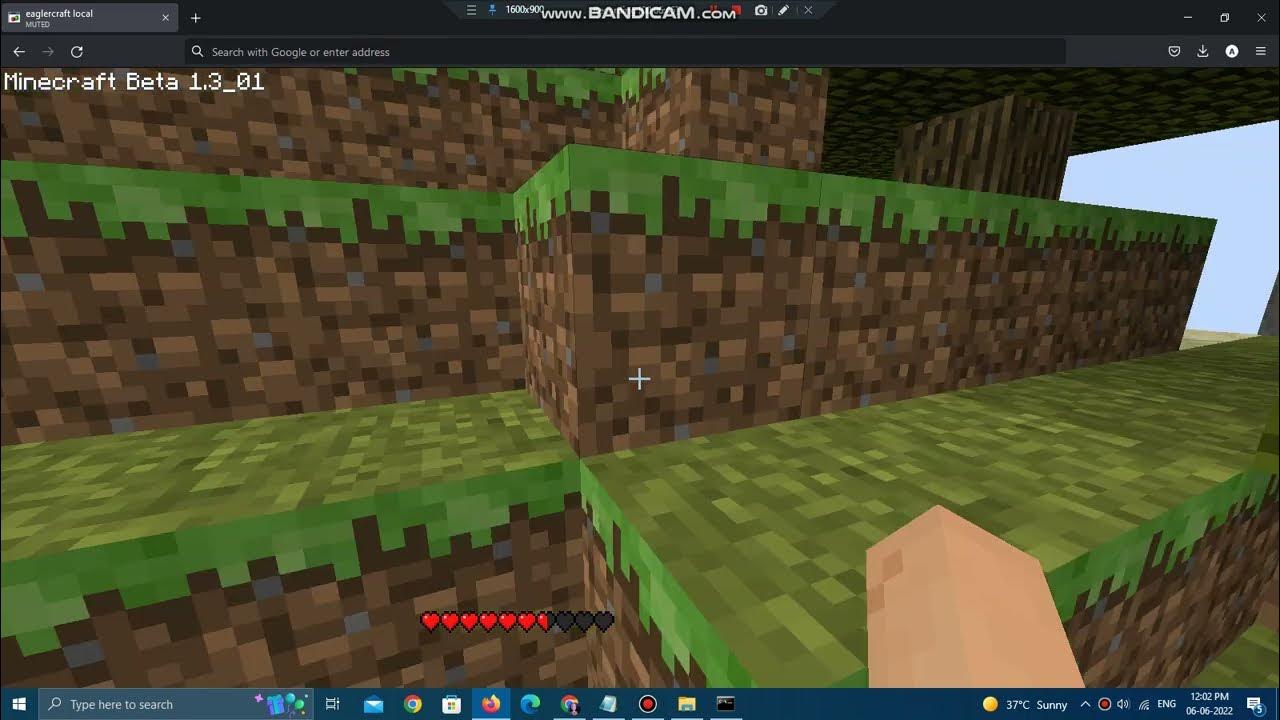 eaglercraft local
MUTED
1600x900
www.BANDICAM.com
Search with Google or enter address
A
Minecraft Beta 1.3_01
Type here to search
37°C Sunny
ENG
12:02 PM
06-06-2022
5